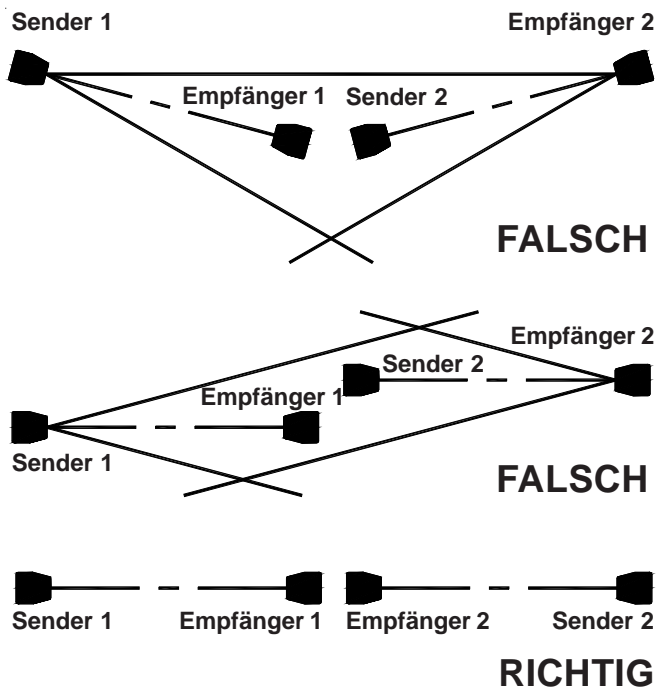 Sender 1 Empfänger 2
Empfänger 1 Sender 2
FALSCH
Empfänger 2
Sender 2
Empfänger 1
Sender 1
FALSCH
Sender 1 Empfänger 1 Empfänger 2 Sender 2
RICHTIG